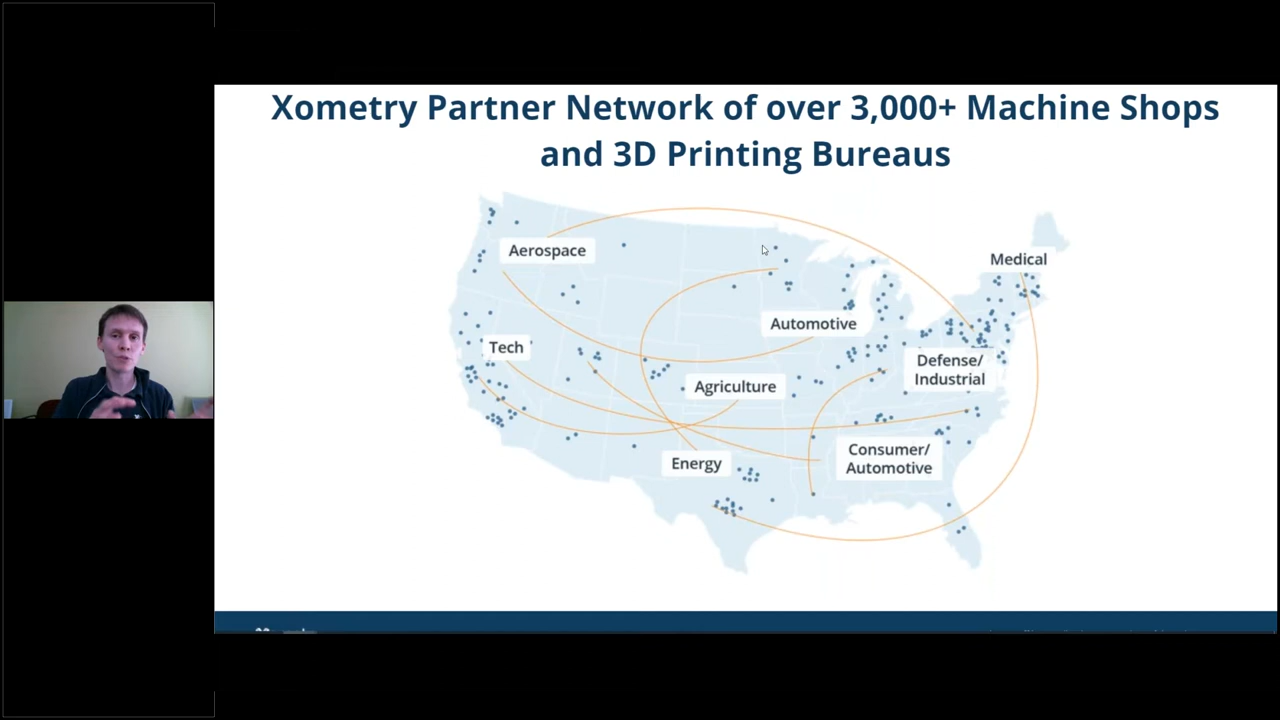 Xometry Partner Network of over 3,000+ Machine Shops
and 3D Printing Bureaus
Aerospace
Medical
Automotive
Tech
Defense/
Industrial
Agriculture
Consumer/
Automotive
Energy